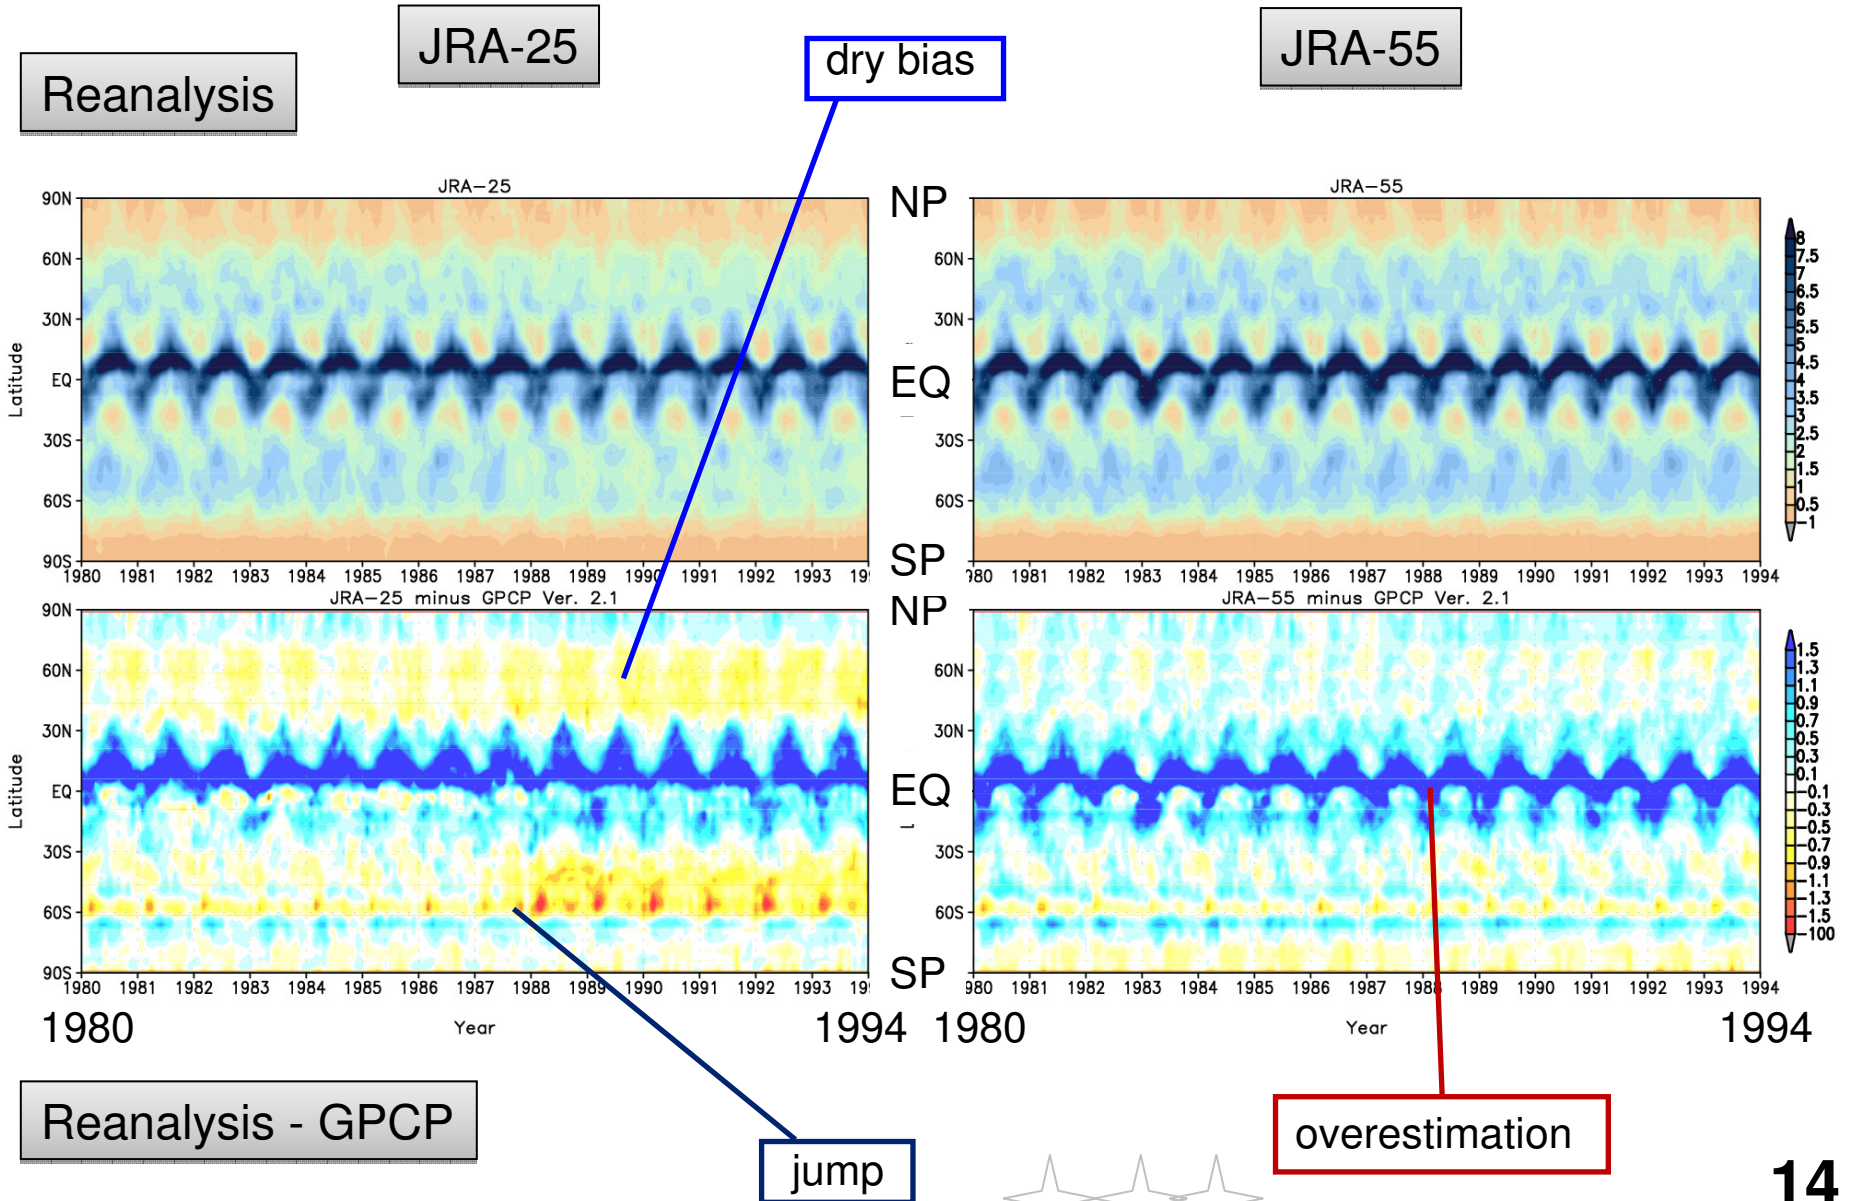 JRA-25
dry bias
JRA-55
Reanalysis
JRA-25
JRA-55
90N
60N
30N
EQ
30S
60S
90S
Latitude
1980 1981 1982 1983 1984 1985 1986 1987 1988 1989 1990 1991 1992 1993 199
NP
EQ
SP
60N
30N
30S
60S
980 1981 1982 1983 1984 1985 1986 1987 1988 1989 1990 1991 1992 1993 1994
8
7.5
7
6.5
6
5.5
5
4.5
4
3.5
3
2.5
2
1.5
1
0.5
-1
JRA-25 minus GPCP Ver. 2.1
JRA-55 minus GPCP Ver. 2.1
90N
60N
30N
EQ
30S
60S
90S
Latitude
1980 1981 1982 1983 1984 1985 1986 1987 1988 1989 1990 1991 1992 1993 199
Year
NP
EQ
SP
60N
30N
30S
60S
980 1981 1982 1983 1984 1985 1986 1987 1988 1989 1990 1991 1992 1993 1994
Year
1.5
1.3
1.1
0.9
0.7
0.5
0.3
0.1
-0.1
-0.3
-0.5
-0.7
-0.9
-1.1
-1.3
-1.5
-100
1980
1994
1980
1994
Reanalysis - GPCP
jump
overestimation
14